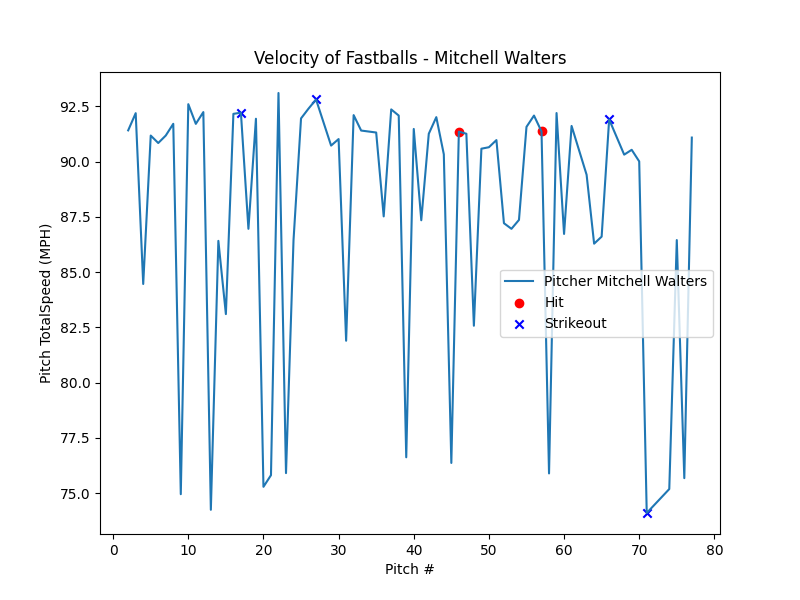 Velocity of Fastballs - Mitchell Walters
Pitch TotalSpeed (MPH)
92.5
90.0
87.5
85.0
82.5
80.0
77.5
75.0
Pitcher Mitchell Walters
Hit
Strikeout
0 10 20 30 40 50 60 70 80
Pitch #